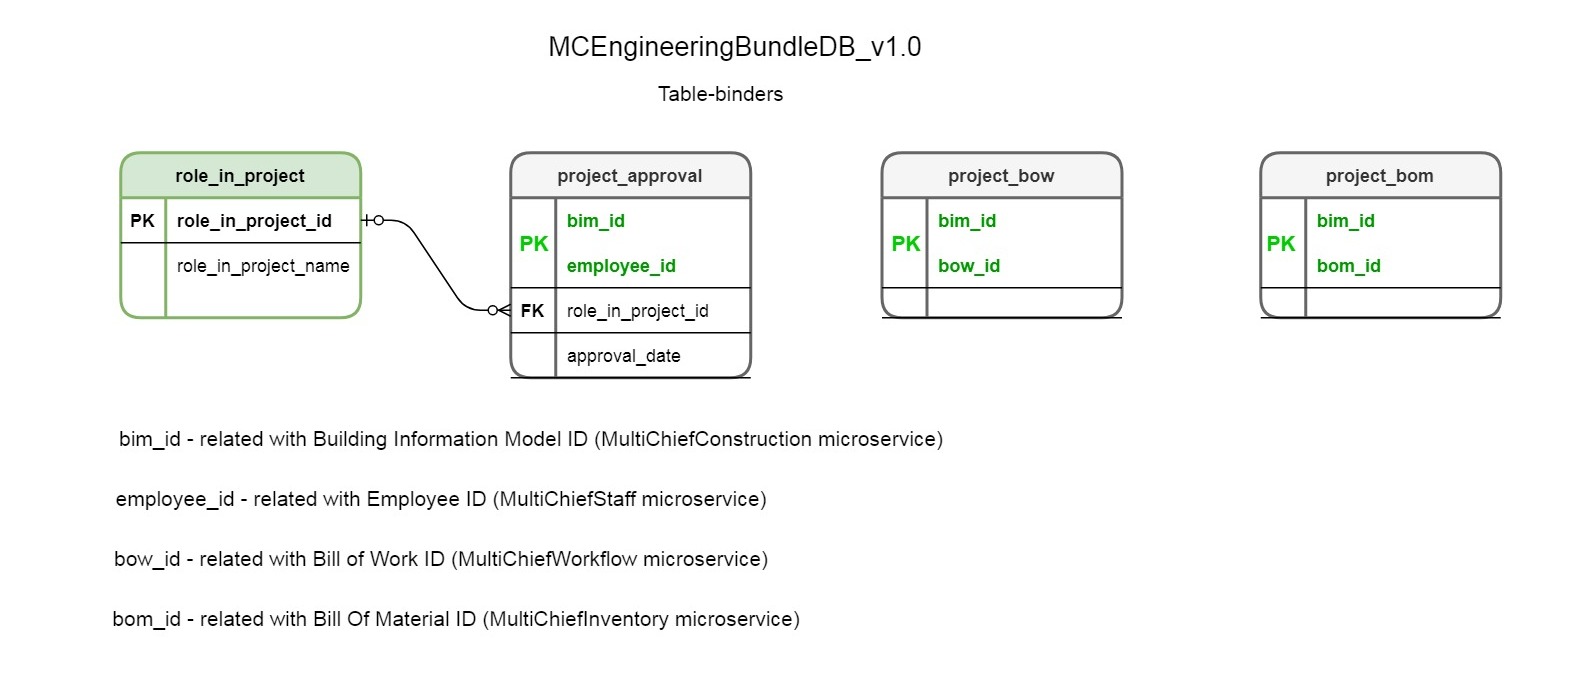 MCEngineeringBundleDB_v1.0
Table-binders
role_in_project
PK role_in_project_id
role_in_project_name
project_approval
PK
bim_id
employee_id
FK role_in_project_id
approval_date
project_bow
PK
bim_id
bow_id
project_bom
PK
bim_id
bom_id
bim_id - related with Building Information Model ID (MultiChiefConstruction microservice)
employee_id - related with Employee ID (MultiChiefStaff microservice)
bow_id - related with Bill of Work ID (MultiChiefWorkflow microservice)
bom_id - related with Bill Of Material ID (MultiChiefInventory microservice)